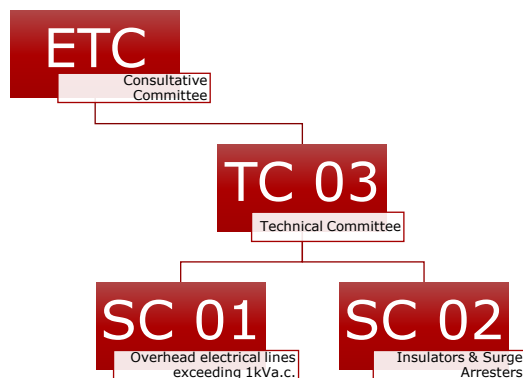 ETC
Consultative
Committee
TC 03
Technical Committee
SC 01
Overhead electrical lines
exceeding 1kVa.c.
SC 02
Insulators & Surge
Arresters